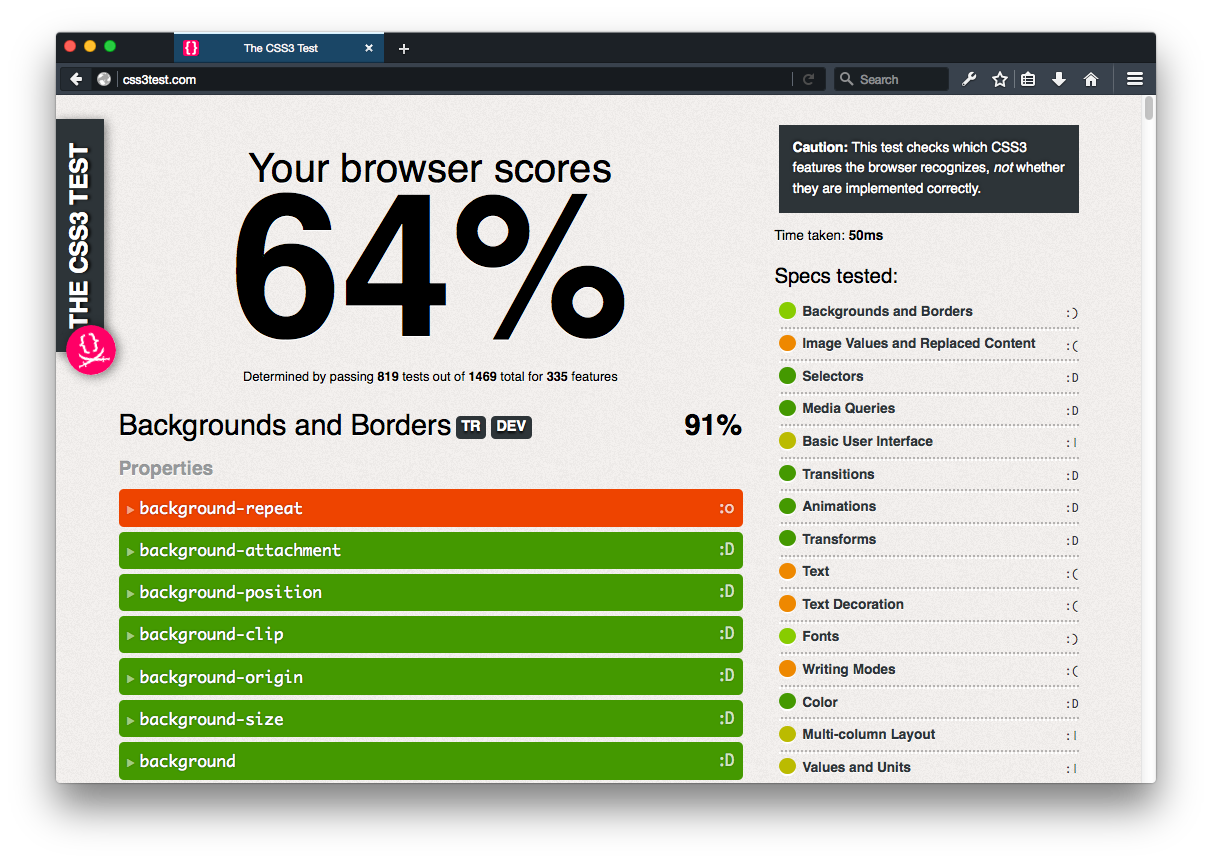 The CSS3 Test
css3test.com
Search
THE CSS3 TEST
Your browser scores
64%
Determined by passing 819 tests out of 1469 total for 335 features
Backgrounds and Borders TR DEV 91%
Properties
background-repeat :o
background-attachment :D
background-position :D
background-clip :D
background-origin :D
background-size :D
background :D
Caution: This test checks which CSS3
features the browser recognizes, not whether
they are implemented correctly.
Time taken: 50ms
Specs tested:
Backgrounds and Borders :)
Image Values and Replaced Content :(
Selectors :D
Media Queries :D
Basic User Interface :|
Transitions :D
Animations :D
Transforms :D
Text :(
Text Decoration :(
Fonts :)
Writing Modes :(
Color :D
Multi-column Layout :|
Values and Units :|